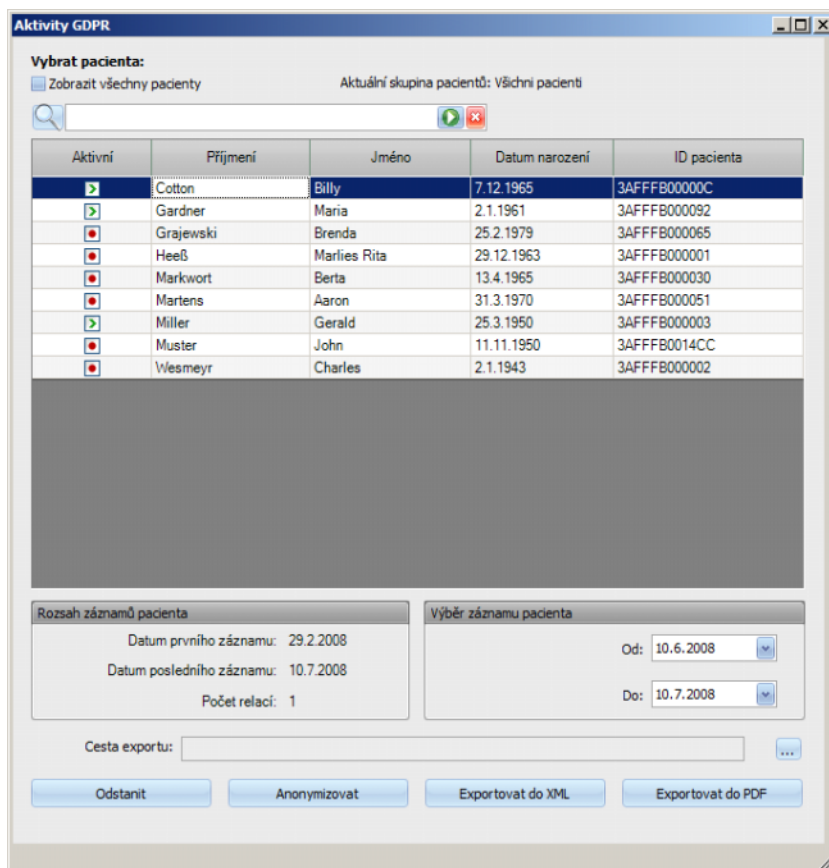 Aktivity GDPR
Vybrat pacienta:
Zobrazit všechny pacienty
Aktuální skupina pacientů: Všichni pacienti
Aktivní Příjmení Jméno Datum narození ID pacienta
Cotton Billy 7.12.1965 3AFFFB00000C
Gardner Maria 2.1.1961 3AFFFB000092
Grajewski Brenda 25.2.1979 3AFFFB000065
Heeß Marlies Rita 29.12.1963 3AFFFB000001
Markwort Berta 13.4.1965 3AFFFB000030
Martens Aaron 31.3.1970 3AFFFB000051
Miller Gerald 25.3.1950 3AFFFB000003
Muster John 11.11.1950 3AFFFB0014CC
Wesmeyr Charles 2.1.1943 3AFFFB000002
Rozsah záznamů pacienta
Datum prvního záznamu: 29.2.2008
Datum posledního záznamu: 10.7.2008
Počet relací: 1
Výběr záznamu pacienta
Od: 10.6.2008
Do: 10.7.2008
Cesta exportu:
...
Odstanit Anonymizovat Exportovat do XML Exportovat do PDF